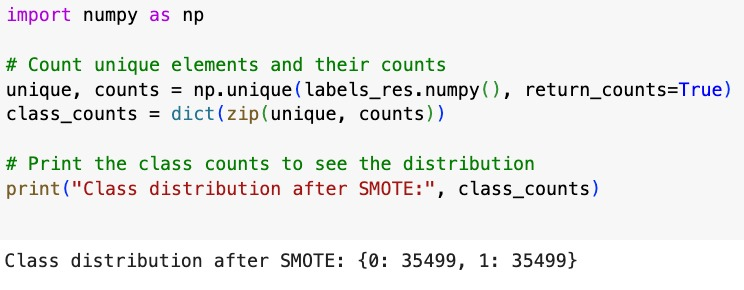 import numpy as np
# Count unique elements and their counts
unique, counts = np.unique(labels_res.numpy(), return_counts=True)
class_counts = dict(zip(unique, counts))
# Print the class counts to see the distribution
print("Class distribution after SMOTE:", class_counts)
Class distribution after SMOTE: {0: 35499, 1: 35499}